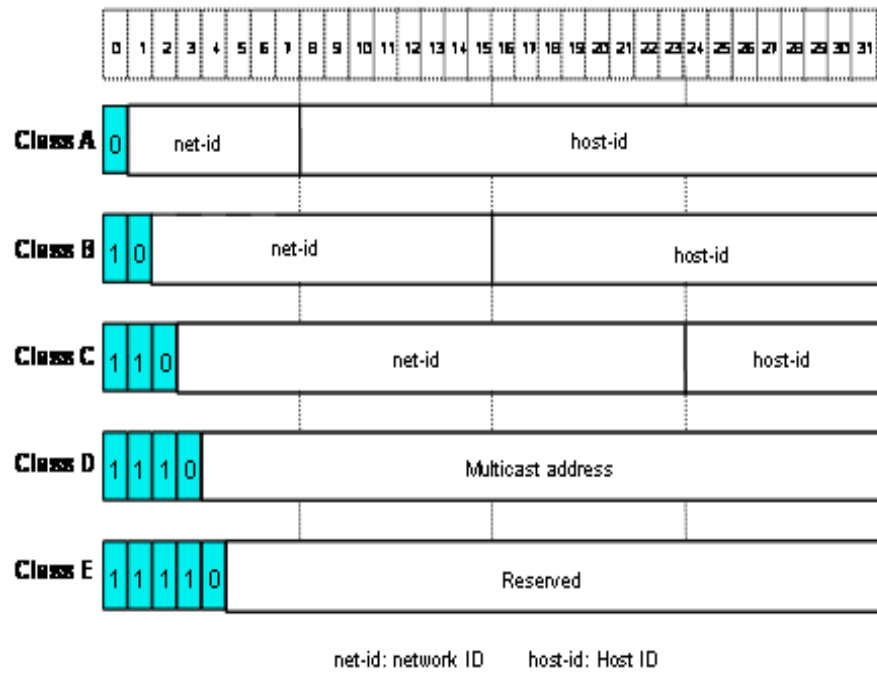 0 1 2 3 4 5 6 7 8 9 10 11 12 13 14 15 16 17 18 19 20 21 22 23 24 25 26 27 28 29 30 31
Class A 0 net-id host-id
Class B 1 0 net-id host-id
Class C 1 1 0 net-id host-id
Class D 1 1 1 0 Multicast address
Class E 1 1 1 1 0 Reserved
net-id: network ID host-id: Host ID